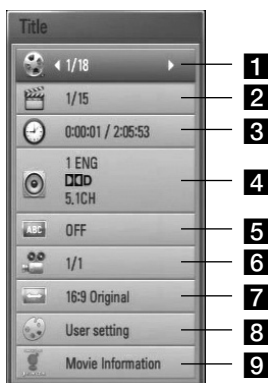 Title
1/18 1
1/15 2
0:00:01 / 2:05:53 3
1 ENG
DD D
5.1CH 4
ABC OFF 5
1/1 6
16:9 Original 7
User setting 8
Movie Information 9